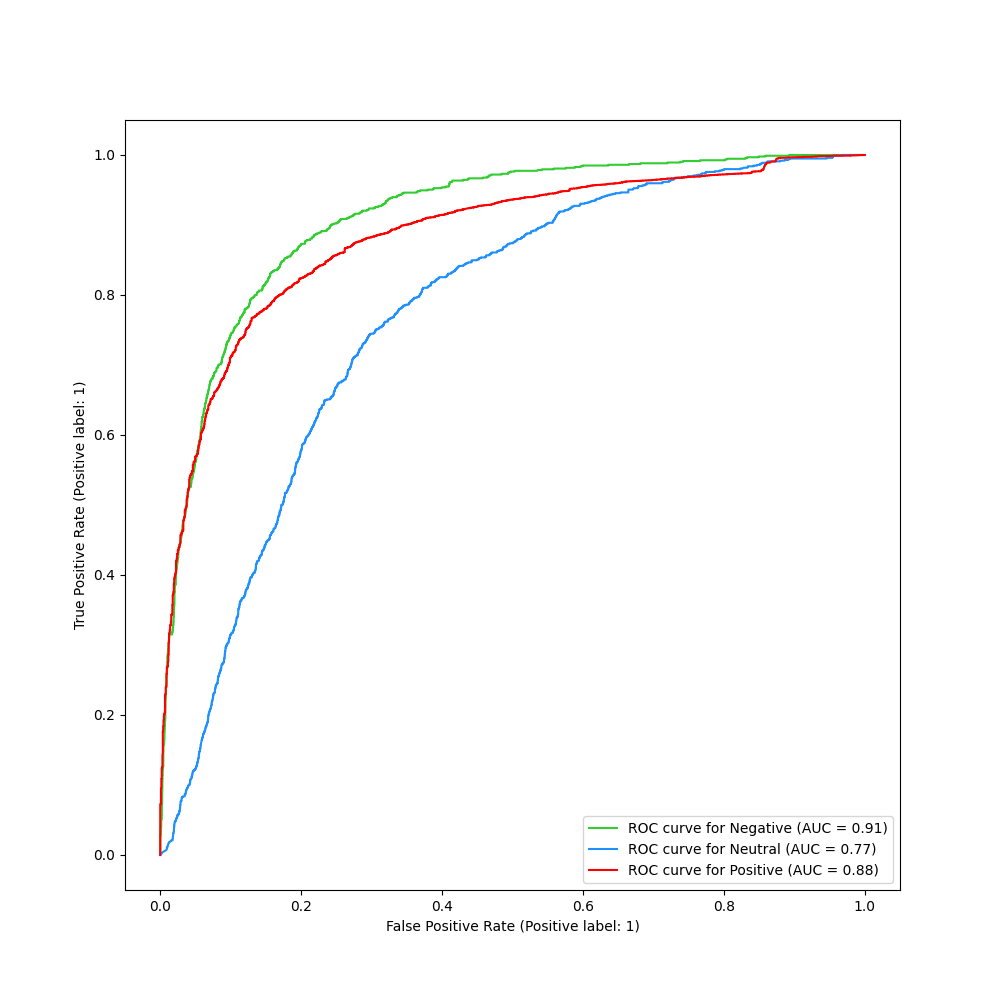 1.0
0.8
0.6
0.4
0.2
0.0
True Positive Rate (Positive label: 1)
ROC curve for Negative (AUC = 0.91)
ROC curve for Neutral (AUC = 0.77)
ROC curve for Positive (AUC = 0.88)
0.0 0.2 0.4 0.6 0.8 1.0
False Positive Rate (Positive label: 1)